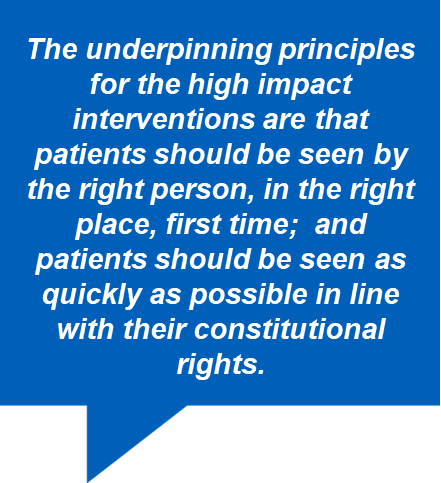 The underpinning principles
for the high impact
interventions are that
patients should be seen by
the right person, in the right
place, first time;  and
patients should be seen as
quickly as possible in line
with their constitutional
rights.